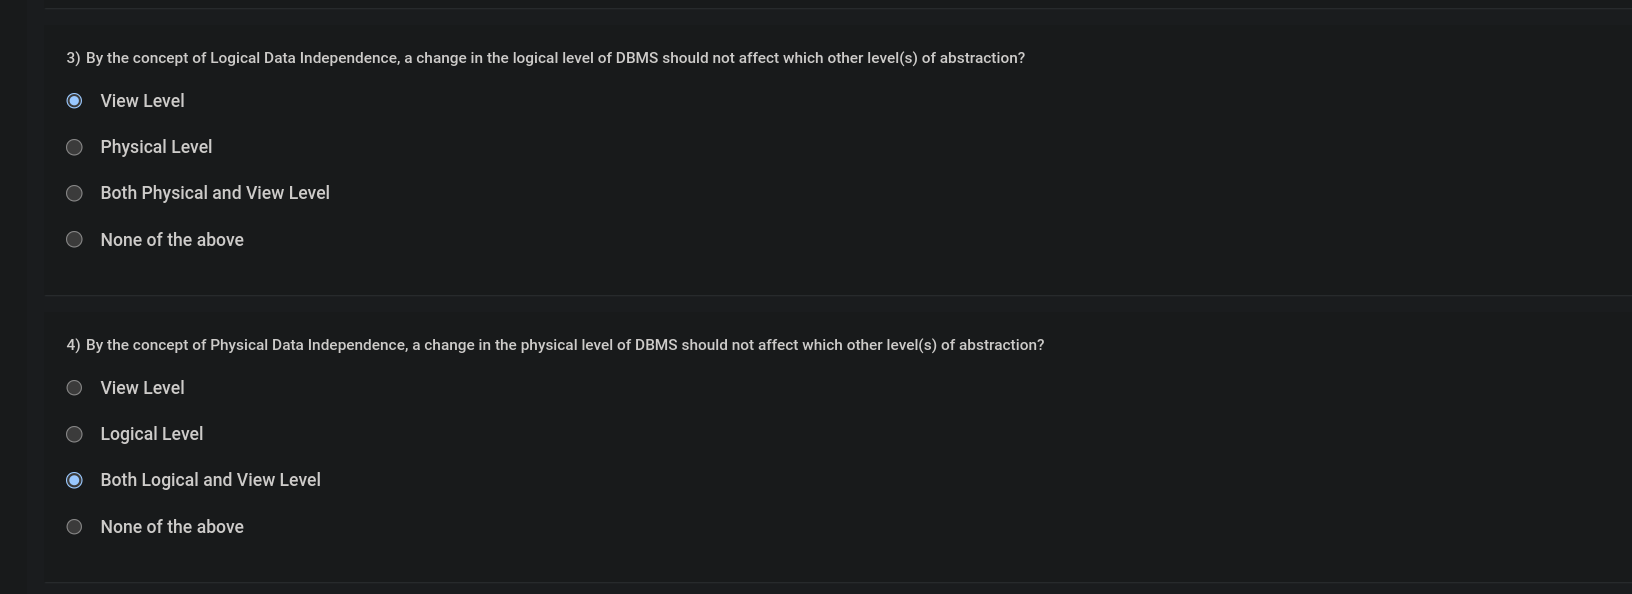 3) By the concept of Logical Data Independence, a change in the logical level of DBMS should not affect which other level(s) of abstraction?
View Level
Physical Level
Both Physical and View Level
None of the above
4) By the concept of Physical Data Independence, a change in the physical level of DBMS should not affect which other level(s) of abstraction?
View Level
Logical Level
Both Logical and View Level
None of the above